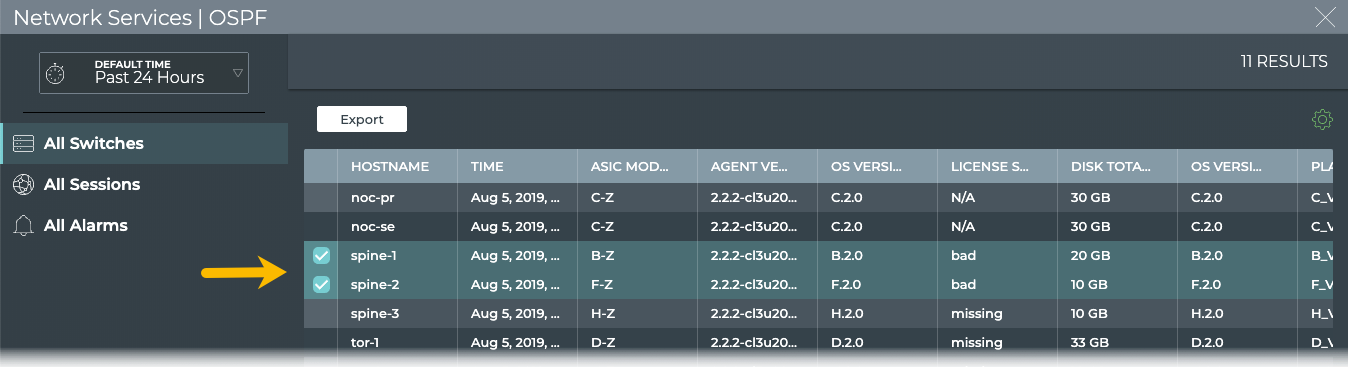 Network Services | OSPF
DEFAULT TIME
Past 24 Hours
11 RESULTS
All Switches
All Sessions
All Alarms
Export
HOSTNAME TIME ASIC MOD... AGENT VE... OS VERSI... LICENSE S... DISK TOTA... OS VERSI... PLA
noc-pr Aug 5, 2019, ... C-Z 2.2.2-cl3u20... C.2.0 N/A 30 GB C.2.0 C_V
noc-se Aug 5, 2019, ... C-Z 2.2.2-cl3u20... C.2.0 N/A 30 GB C.2.0 C_V
spine-1 Aug 5, 2019, ... B-Z 2.2.2-cl3u20... B.2.0 bad 20 GB B.2.0 B_V
spine-2 Aug 5, 2019, ... F-Z 2.2.2-cl3u20... F.2.0 bad 10 GB F.2.0 F_V
spine-3 Aug 5, 2019, ... H-Z 2.2.2-cl3u20... H.2.0 missing 10 GB H.2.0 H_V
tor-1 Aug 5, 2019, ... D-Z 2.2.2-cl3u20... D.2.0 missing 33 GB D.2.0 D_V